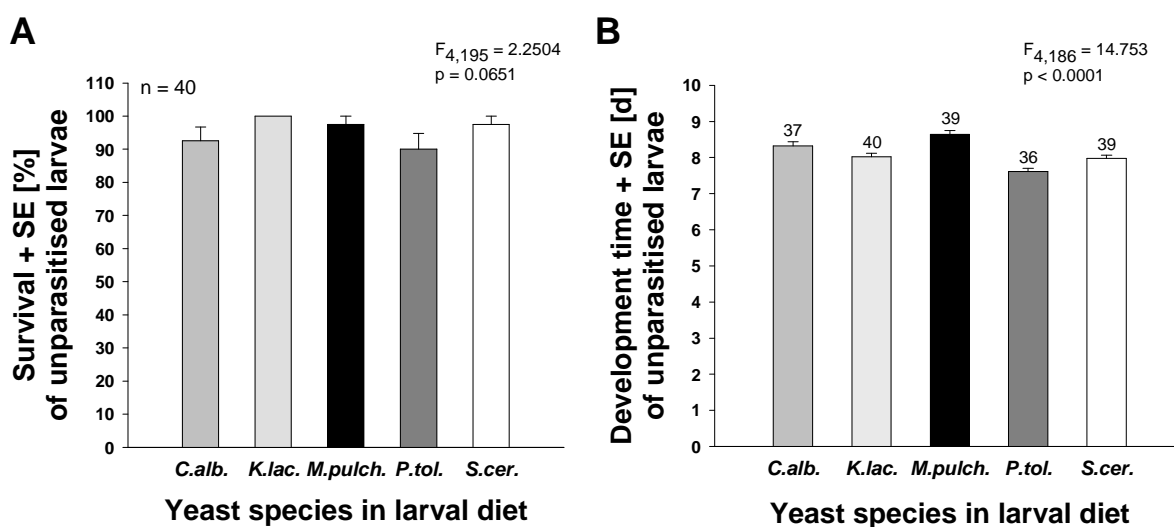 A
F4,195 = 2.2504
p = 0.0651
n = 40
Survival + SE [%]
of unparasitised larvae
110
100
90
80
70
60
50
40
30
20
10
0
C.alb. K.lac. M.pulch. P.tol. S.cer.
Yeast species in larval diet
B
F4,186 = 14.753
p < 0.0001
Development time + SE [d]
of unparasitised larvae
10
9
8
7
6
5
4
3
2
1
0
37 40 39 36 39
C.alb. K.lac. M.pulch. P.tol. S.cer.
Yeast species in larval diet